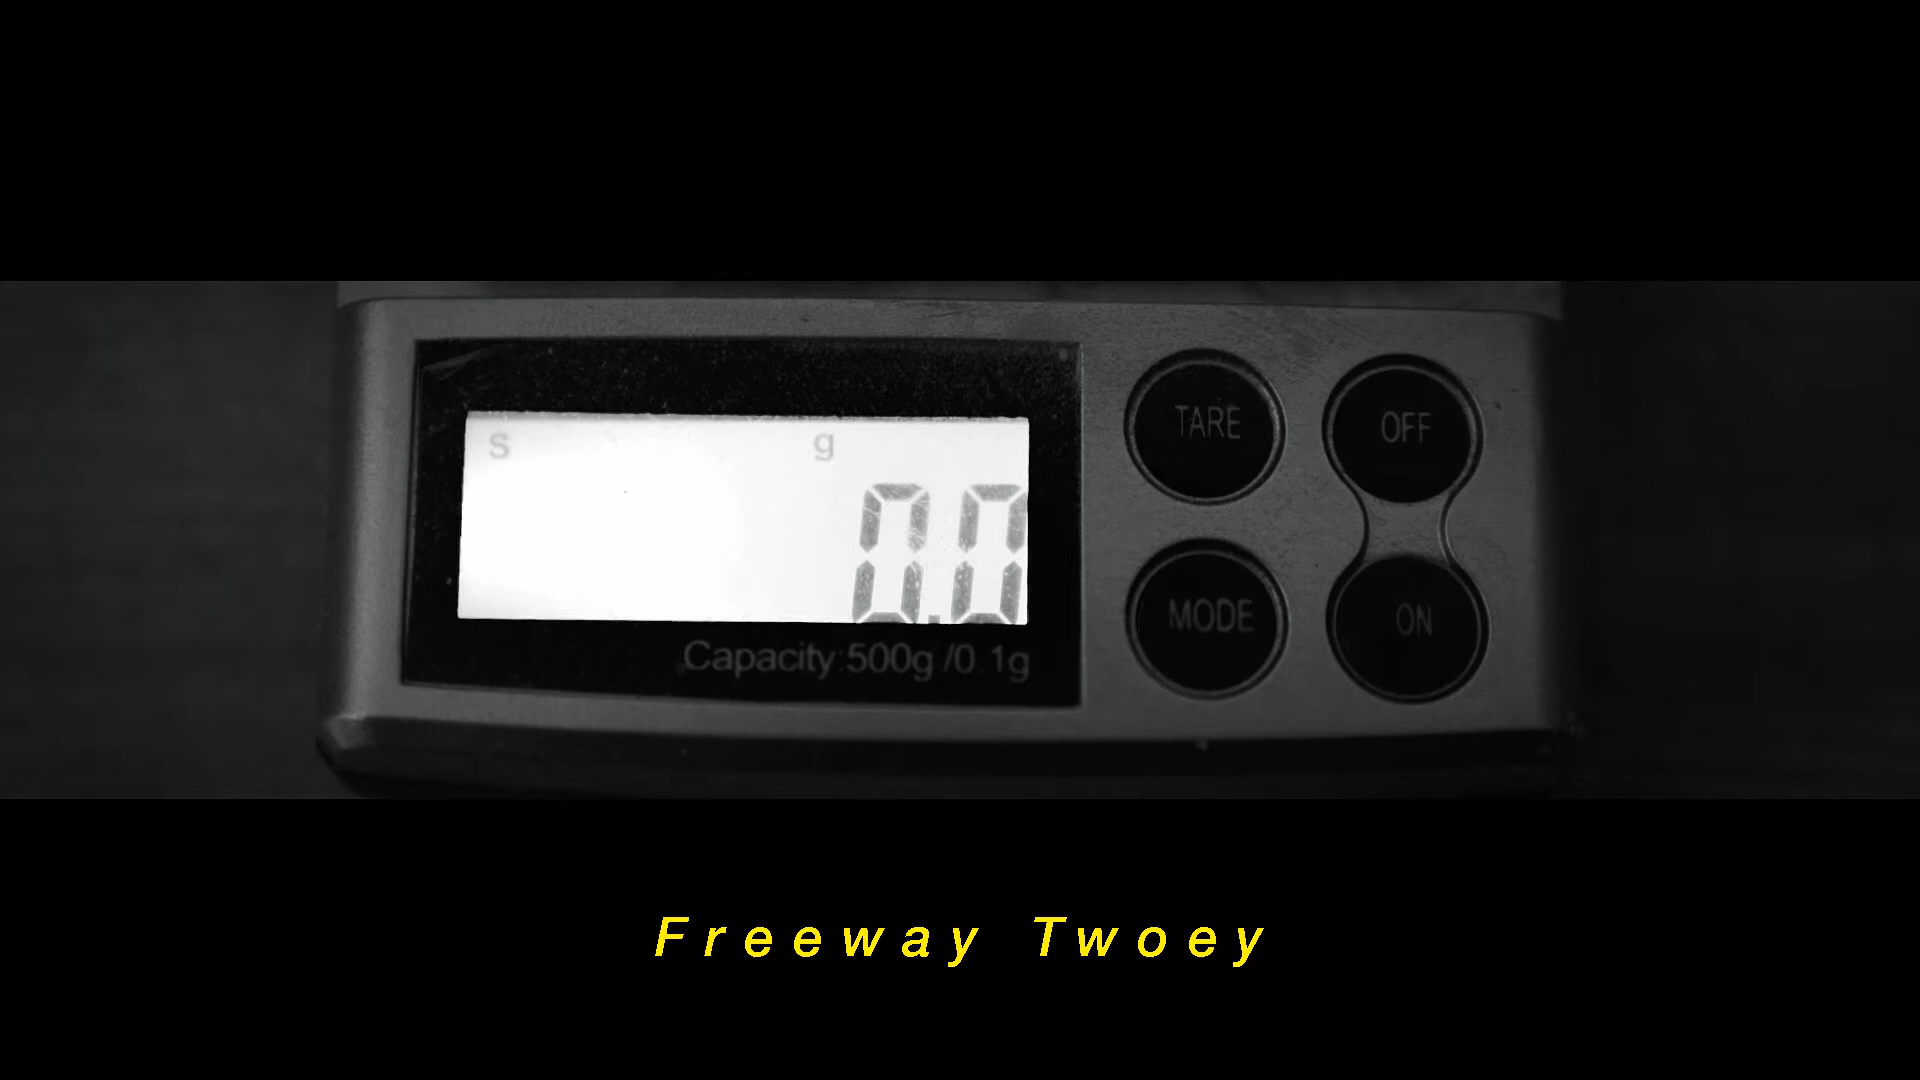 s g
0.0
TARE OFF
MODE ON
Capacity:500g /0.1g
Freeway Twoey